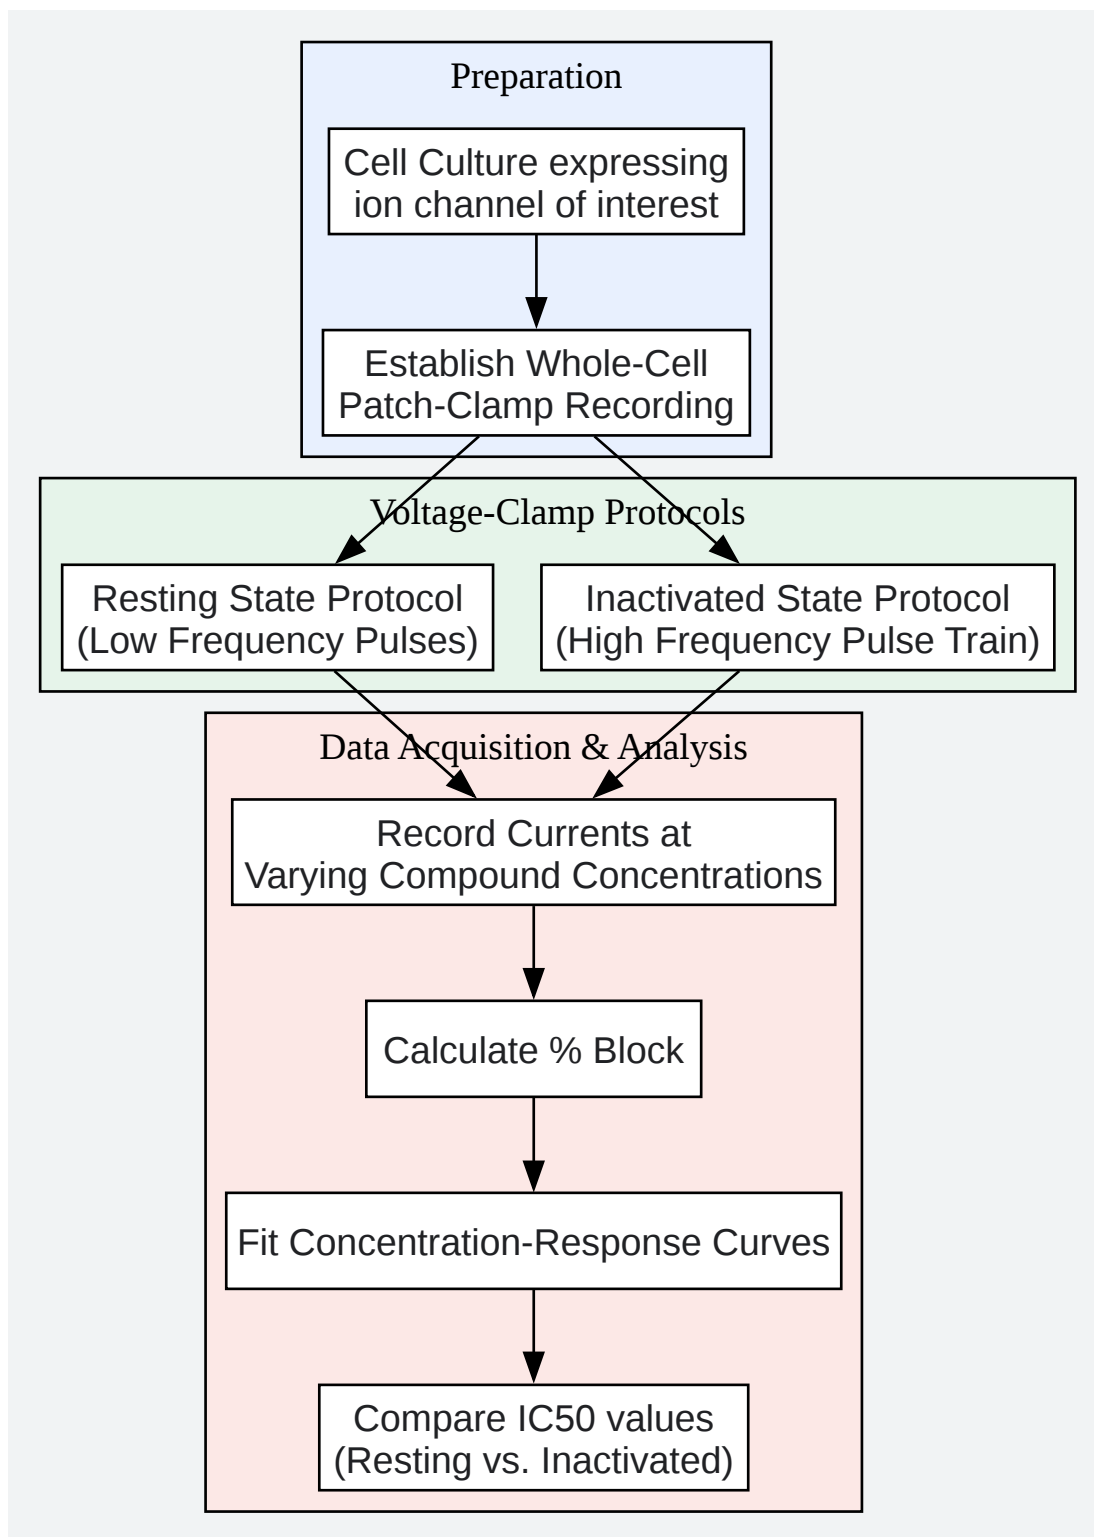 Preparation
Cell Culture expressing
ion channel of interest
Establish Whole-Cell
Patch-Clamp Recording
Voltage-Clamp Protocols
Resting State Protocol
(Low Frequency Pulses)
Inactivated State Protocol
(High Frequency Pulse Train)
Data Acquisition & Analysis
Record Currents at
Varying Compound Concentrations
Calculate % Block
Fit Concentration-Response Curves
Compare IC50 values
(Resting vs. Inactivated)